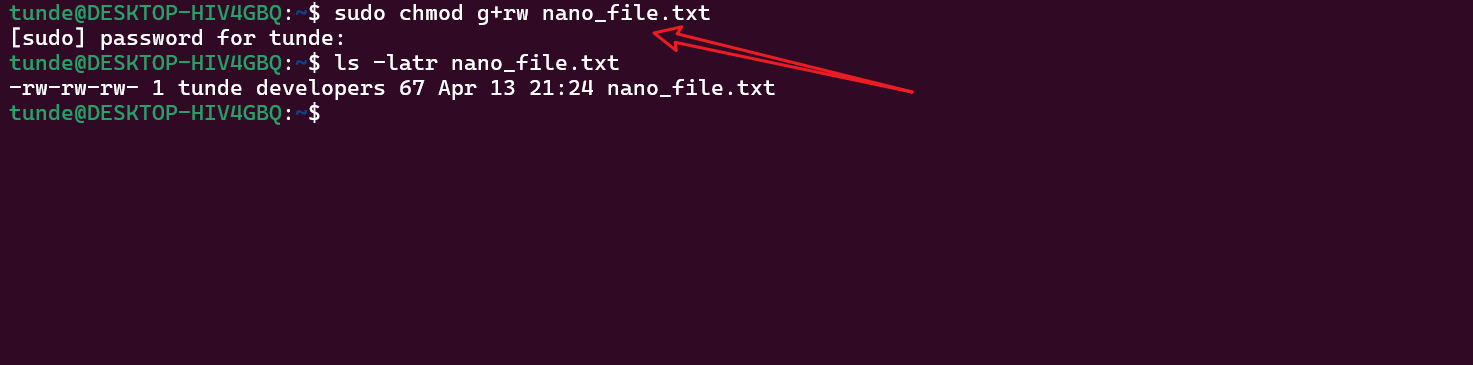 tunde@DESKTOP-HIV4GBQ:~$ sudo chmod g+rw nano_file.txt
[sudo] password for tunde:
tunde@DESKTOP-HIV4GBQ:~$ ls -latr nano_file.txt
-rw-rw-rw- 1 tunde developers 67 Apr 13 21:24 nano_file.txt
tunde@DESKTOP-HIV4GBQ:~$